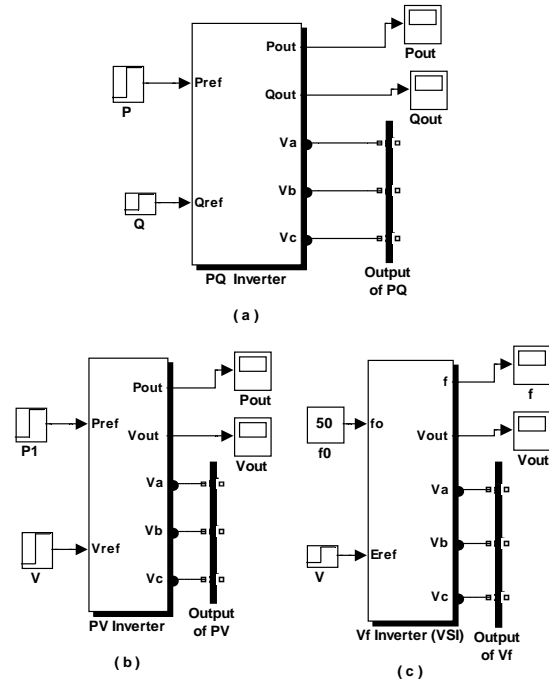 Pout
Pout
Pref
P
Qout
Qout
Va
Vb
Qref
Q
Vc
PQ Inverter
Output
of PQ
( a )
Pout
Pout
Pref
P1
Vout
Vout
Va
Vb
Vref
V
Vc
PV Inverter
Output
of PV
( b )
f
f
50
fo
f0
Vout
Vout
Va
Vb
Eref
V
Vc
Vf Inverter (VSI)
Output
of Vf
( c )